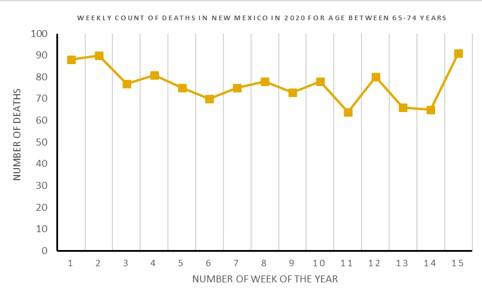 WEEKLY COUNT OF DEATHS IN NEW MEXICO IN 2020 FOR AGE BETWEEN 65-74 YEARS
NUMBER OF DEATHS
100
90
80
70
60
50
40
30
20
10
0
1 2 3 4 5 6 7 8 9 10 11 12 13 14 15
NUMBER OF WEEK OF THE YEAR